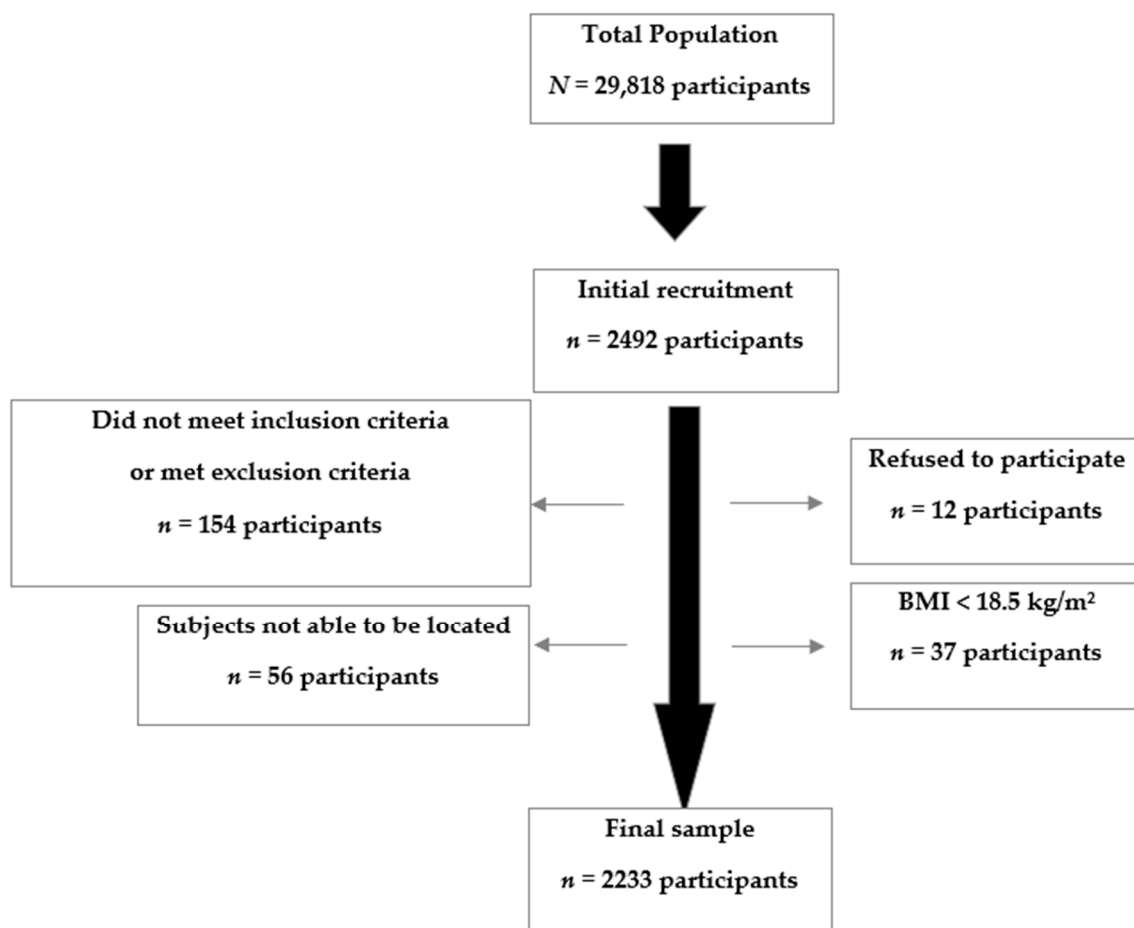 Total Population
N = 29,818 participants
Initial recruitment
n = 2492 participants
Did not meet inclusion criteria
or met exclusion criteria
n = 154 participants
Refused to participate
n = 12 participants
Subjects not able to be located
n = 56 participants
BMI < 18.5 kg/m²
n = 37 participants
Final sample
n = 2233 participants